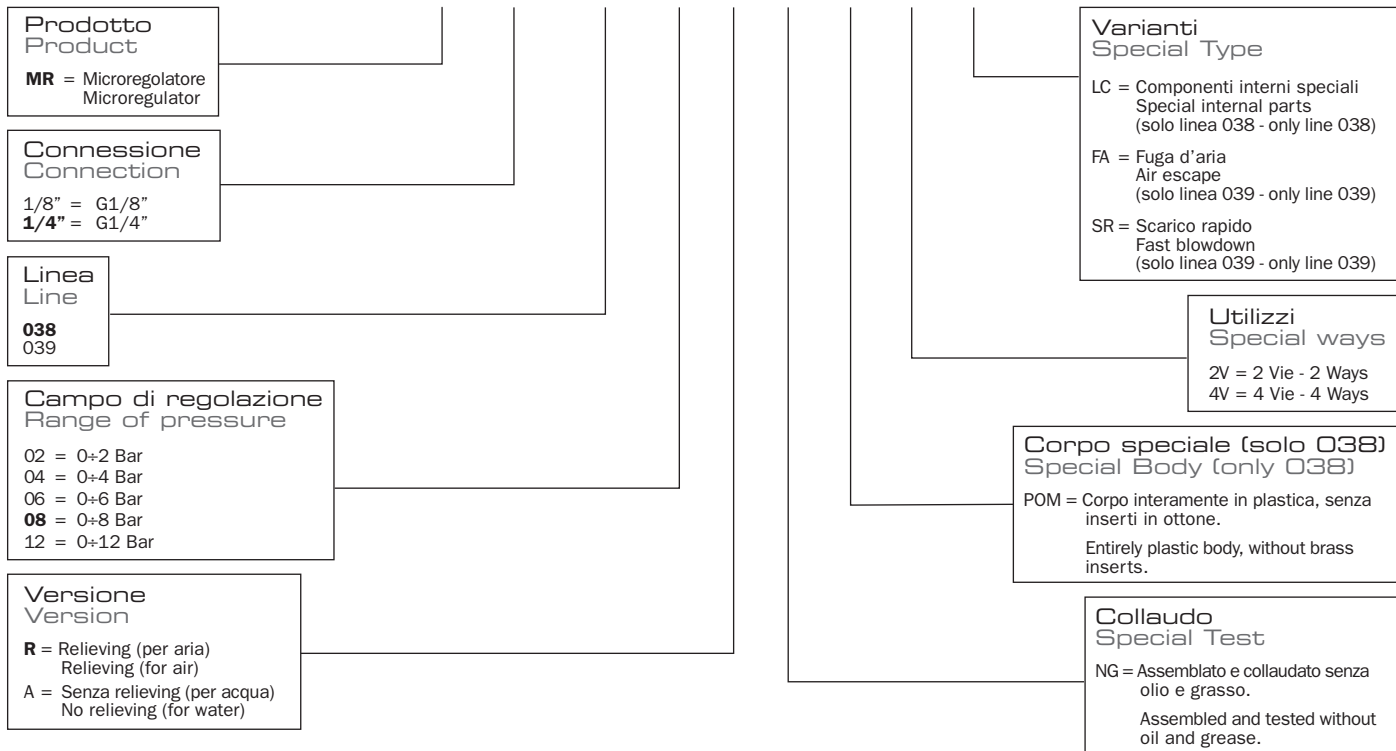 Prodotto
Product
MR = Microregolatore
Microregulator
Connessione
Connection
1/8” = G1/8”
1/4” = G1/4”
Linea
Line
038
039
Campo di regolazione
Range of pressure
02 = 0÷2 Bar
04 = 0÷4 Bar
06 = 0÷6 Bar
08 = 0÷8 Bar
12 = 0÷12 Bar
Versione
Version
R = Relieving (per aria)
Relieving (for air)
A = Senza relieving (per acqua)
No relieving (for water)
Varianti
Special Type
LC = Componenti interni speciali
Special internal parts
(solo linea 038 - only line 038)
FA = Fuga d’aria
Air escape
(solo linea 039 - only line 039)
SR = Scarico rapido
Fast blowdown
(solo linea 039 - only line 039)
Utilizzi
Special ways
2V = 2 Vie - 2 Ways
4V = 4 Vie - 4 Ways
Corpo speciale (solo 038)
Special Body (only 038)
POM = Corpo interamente in plastica, senza
inserti in ottone.
Entirely plastic body, without brass
inserts.
Collaudo
Special Test
NG = Assemblato e collaudato senza
olio e grasso.
Assembled and tested without
oil and grease.